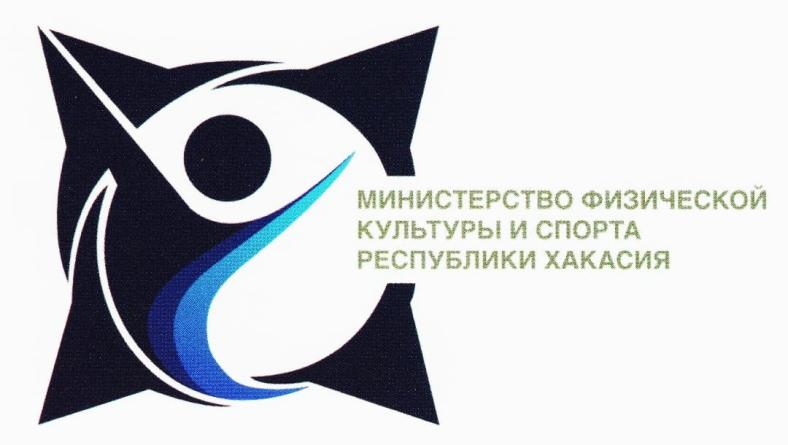 МИНИСТЕРСТВО ФИЗИЧЕСКОЙ
КУЛЬТУРЫ И СПОРТА
РЕСПУБЛИКИ ХАКАСИЯ